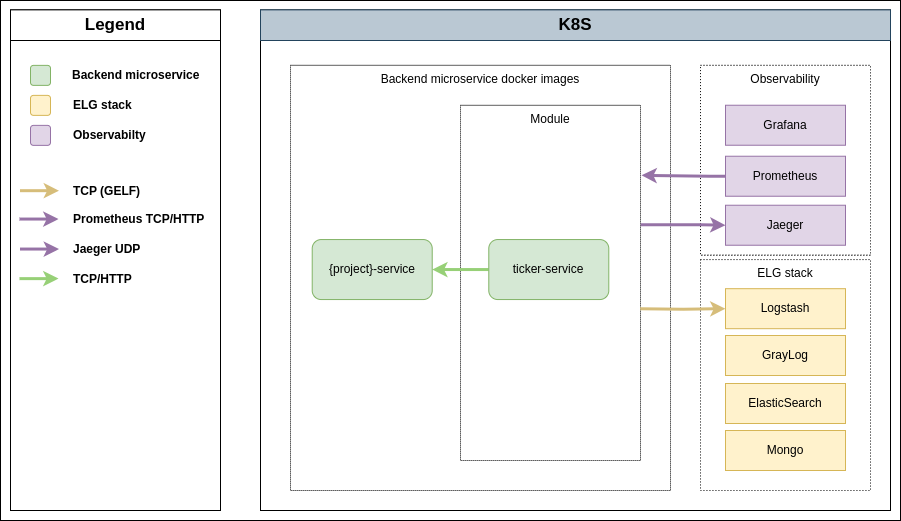 Legend
Backend microservice
ELG stack
Observabilty
TCP (GELF)
Prometheus TCP/HTTP
Jaeger UDP
TCP/HTTP
K8S
Backend microservice docker images
Module
{project}-service
ticker-service
Observability
Grafana
Prometheus
Jaeger
ELG stack
Logstash
GrayLog
ElasticSearch
Mongo